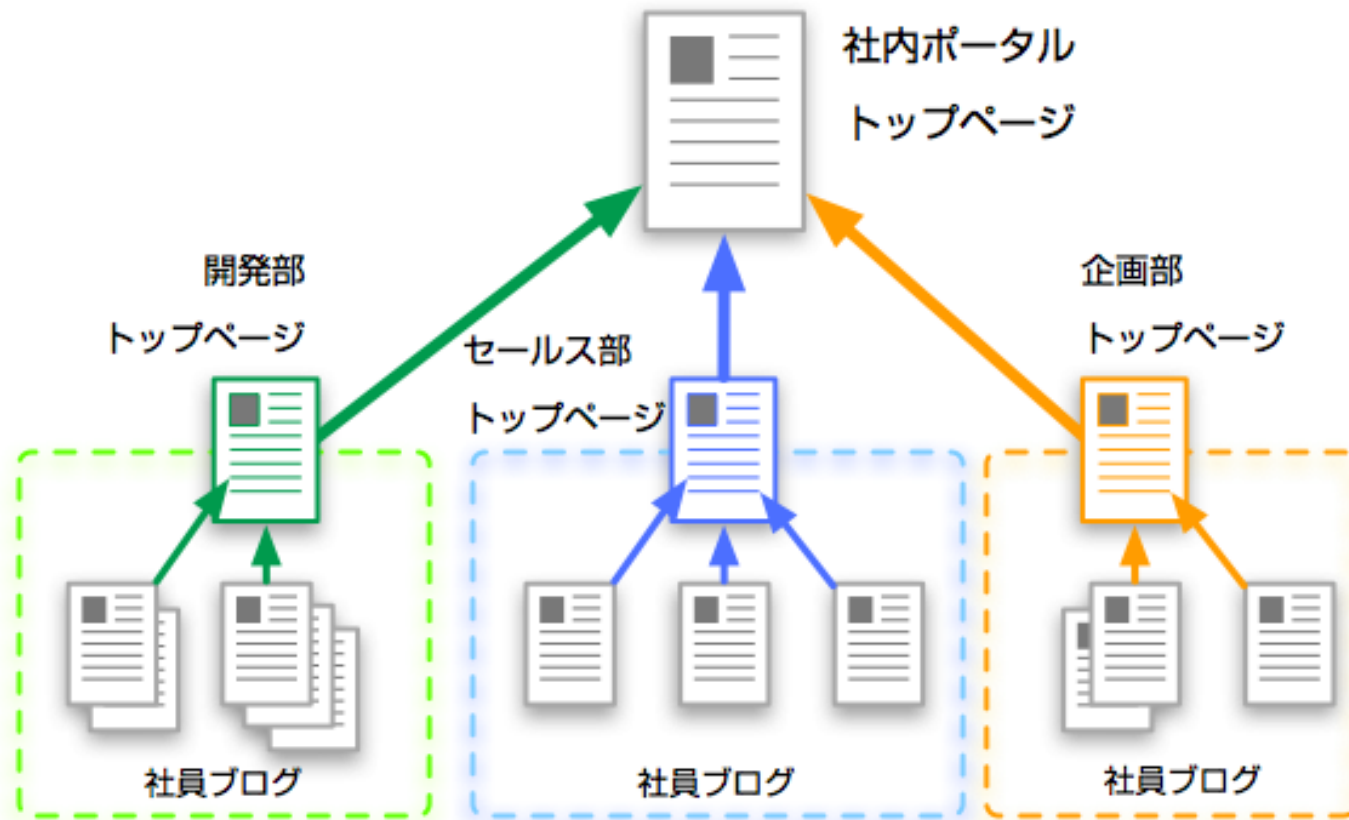 社内ポータル
トップページ
開発部
トップページ
セールス部
トップページ
企画部
トップページ
社員ブログ
社員ブログ
社員ブログ